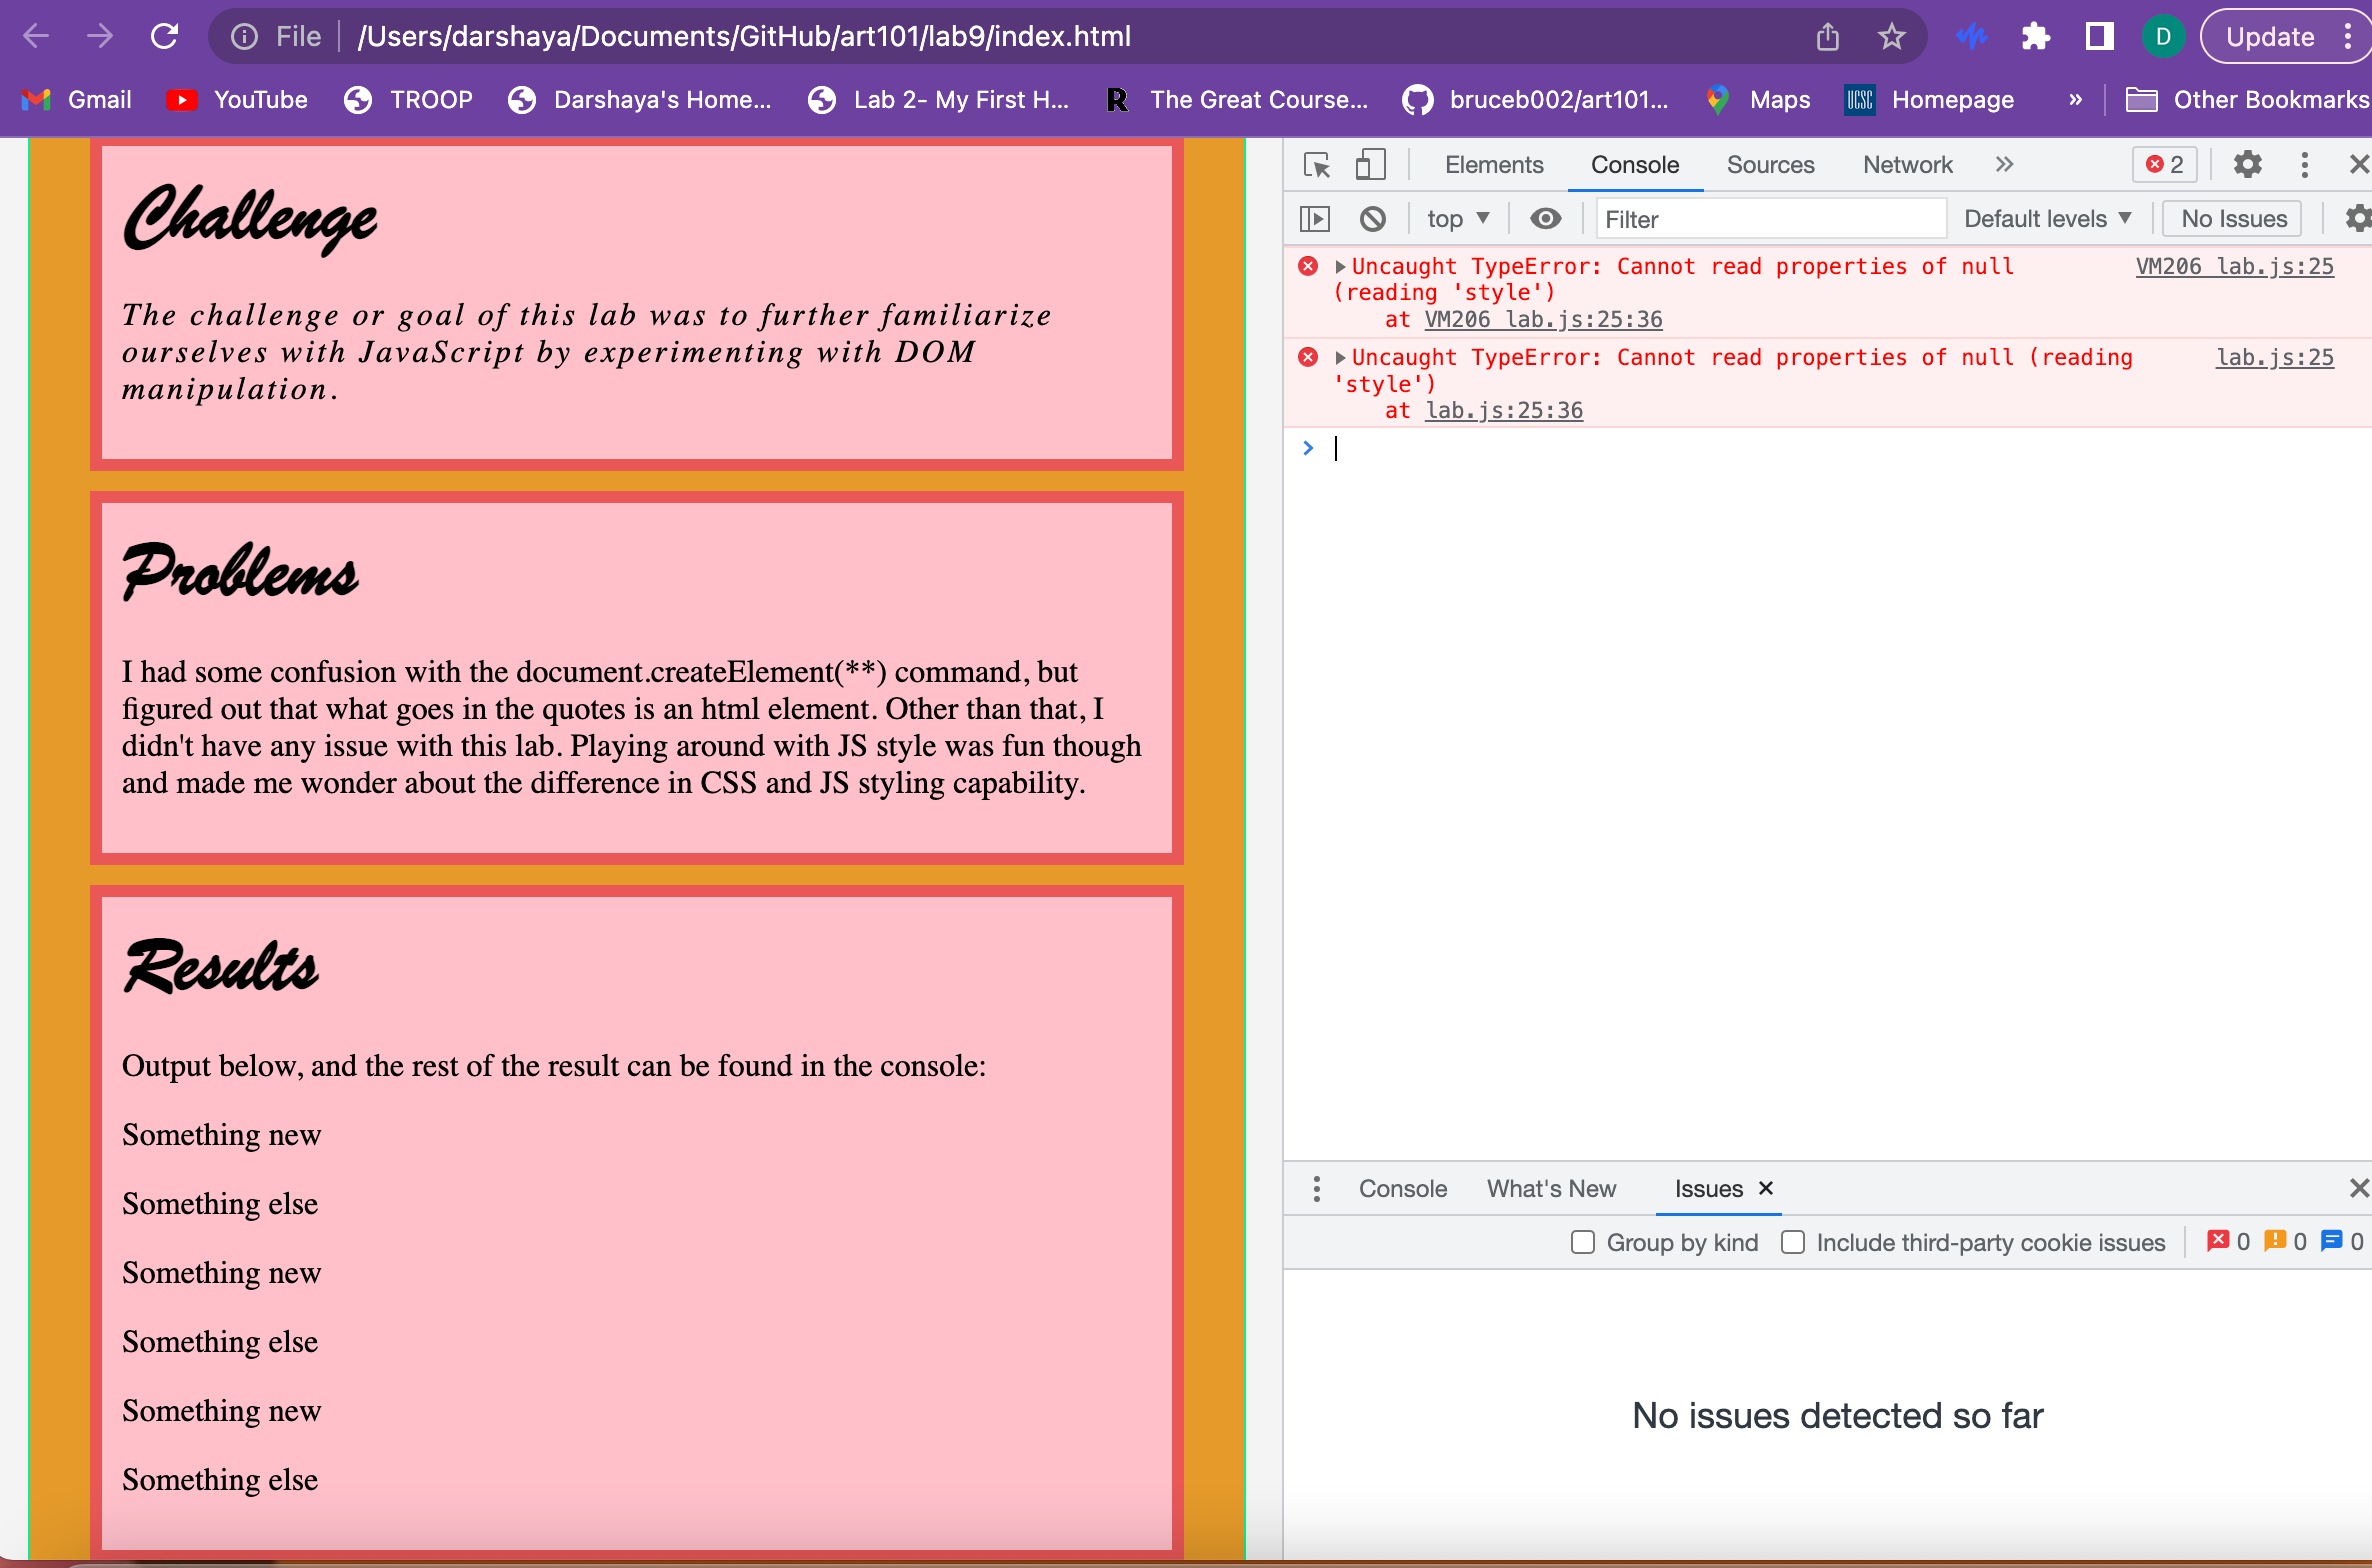 File /Users/darshaya/Documents/GitHub/art101/lab9/index.html D Update
Gmail YouTube TROOP Darshaya's Home... Lab 2- My First H... R The Great Course... bruceb002/art101... Maps UCSC Homepage » Other Bookmarks
Challenge
The challenge or goal of this lab was to further familiarize
ourselves with JavaScript by experimenting with DOM
manipulation.
Problems
I had some confusion with the document.createElement(**) command, but
figured out that what goes in the quotes is an html element. Other than that, I
didn't have any issue with this lab. Playing around with JS style was fun though
and made me wonder about the difference in CSS and JS styling capability.
Results
Output below, and the rest of the result can be found in the console:
Something new
Something else
Something new
Something else
Something new
Something else
Elements Console Sources Network 2
top Filter Default levels No Issues
Uncaught TypeError: Cannot read properties of null VM206 lab.js:25
(reading 'style')
at VM206 lab.js:25:36
Uncaught TypeError: Cannot read properties of null (reading lab.js:25
'style')
at lab.js:25:36
Console What's New Issues
Group by kind Include third-party cookie issues 0 0 0
No issues detected so far